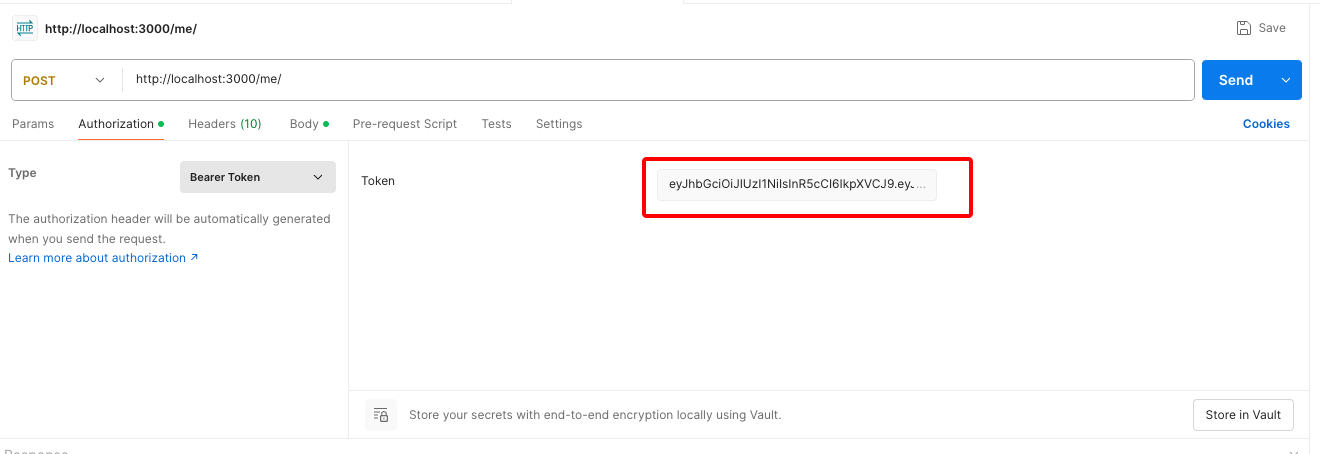 HTTP http://localhost:3000/me/ Save
POST http://localhost:3000/me/ Send
Params Authorization Headers (10) Body Pre-request Script Tests Settings Cookies
Type Bearer Token Token eyJhbGciOiJIUzI1NiIsInR5cCI6IkpXVCJ9.eyJ...
The authorization header will be automatically generated
when you send the request.
Learn more about authorization ↗
Store your secrets with end-to-end encryption locally using Vault. Store in Vault
Response